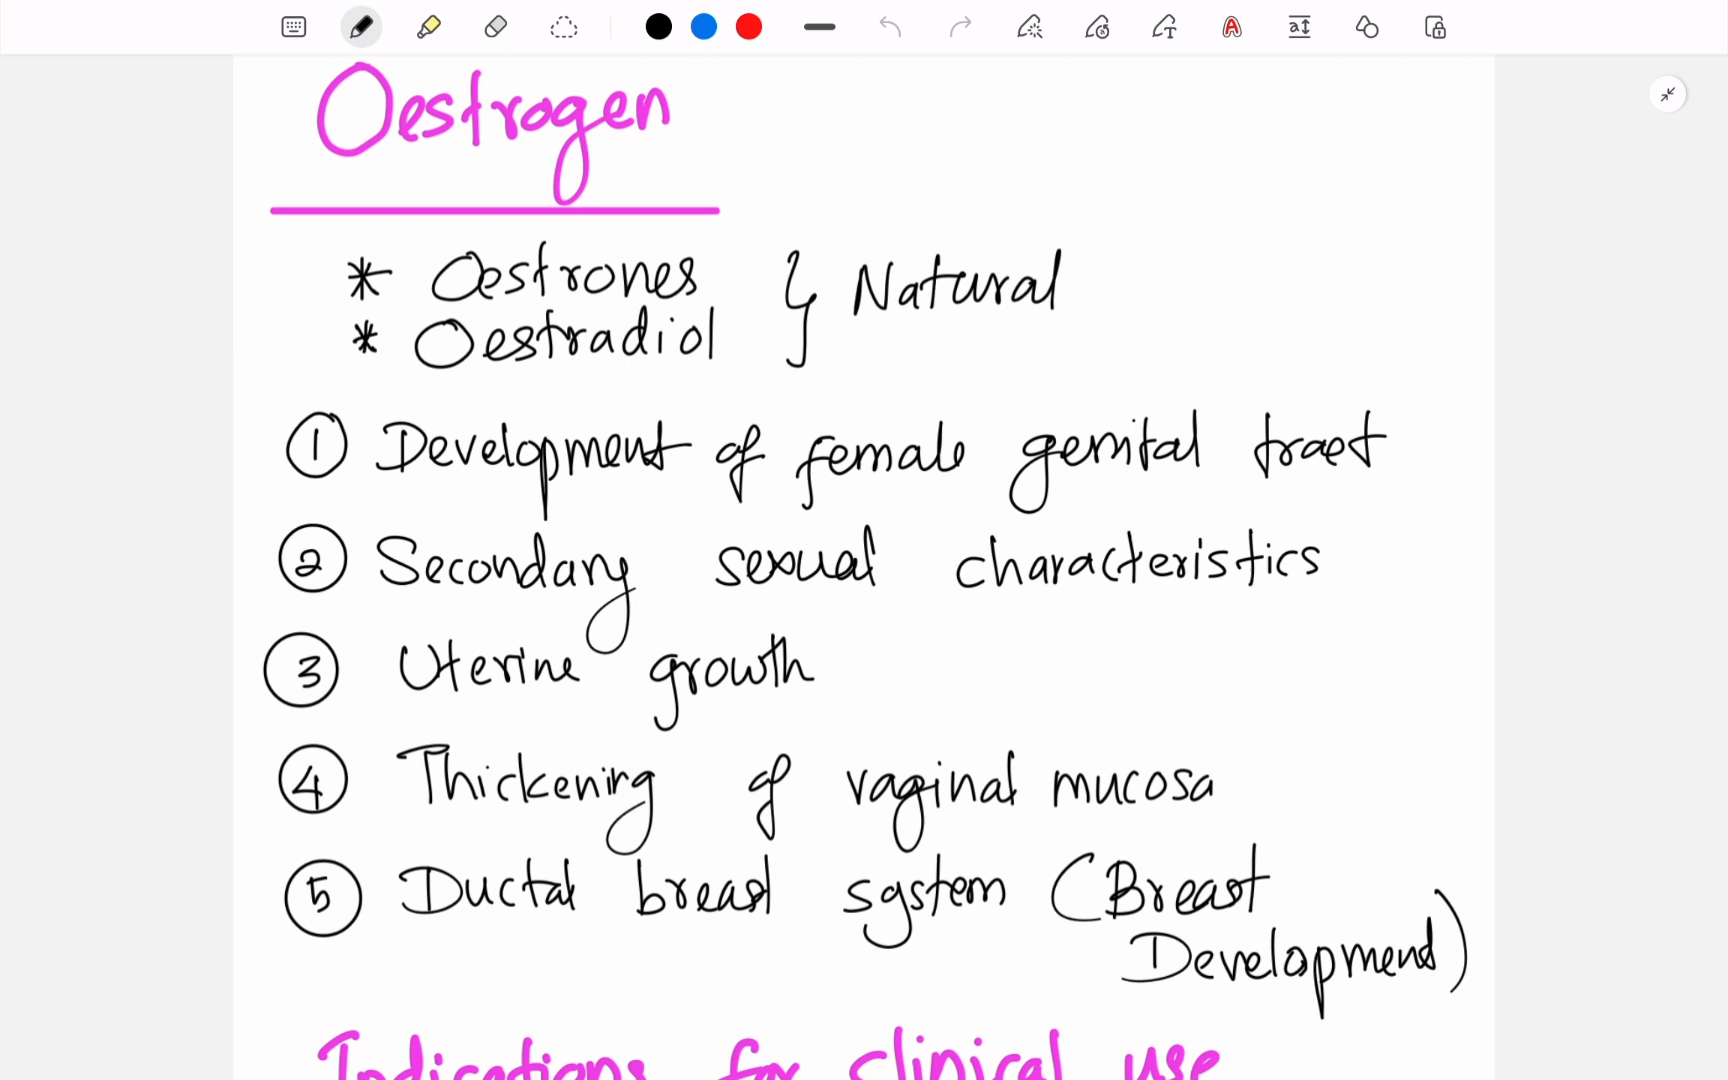 Oestrogen
* Oestrones } Natural
* Oestradiol
① Development of female genital tract
② Secondary sexual characteristics
③ Uterine growth
④ Thickening of vaginal mucosa
⑤ Ductal breast system (Breast
Development)
Indications for clinical use